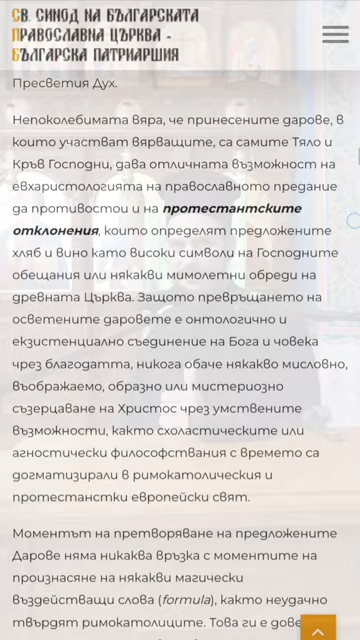 СВ. СИНОД НА БЪЛГАРСКАТА
ПРАВОСЛАВНА ЦЪРКВА -
БЪЛГАРСКА ПАТРИАРШИЯ
Пресветия Дух.
Непоколебимата вяра, че принесените дарове, в
които участват вярващите, са самите Тяло и
Кръв Господни, дава отличната възможност на
евхаристологията на православното предание
да противостои и на протестантските
отклонения, които определят предложените
хляб и вино като високи символи на Господните
обещания или някакви мимолетни обреди на
древната Църква. Защото превръщането на
осветените даровете е онтологично и
екзистенциално съединение на Бога и човека
чрез благодатта, никога обаче някакво мисловно,
въображаемо, образно или мистериозно
съзерцаване на Христос чрез умствените
възможности, както схоластическите или
агностически философствания с времето са
догматизирали в римокатолическия и
протестантски европейски свят.
Моментът на претворяване на предложените
Дарове няма никаква връзка с моментите на
произнасяне на някакви магически
въздействащи слова (formula), както неудачно
твърдят римокатолиците. Това ги е дове